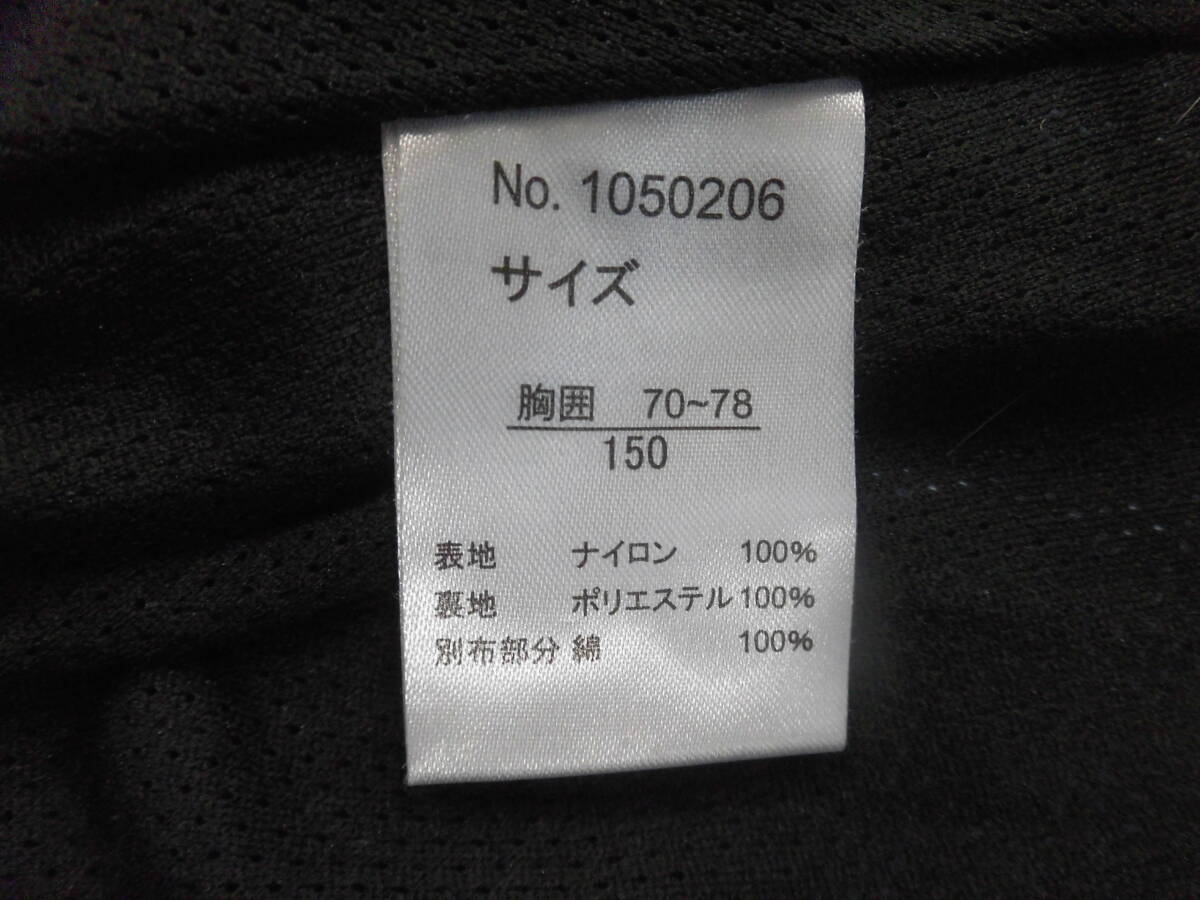 No. 1050206
サイズ
胸囲 70~78
150
表地 ナイロン 100%
裏地 ポリエステル 100%
別布部分 綿 100%